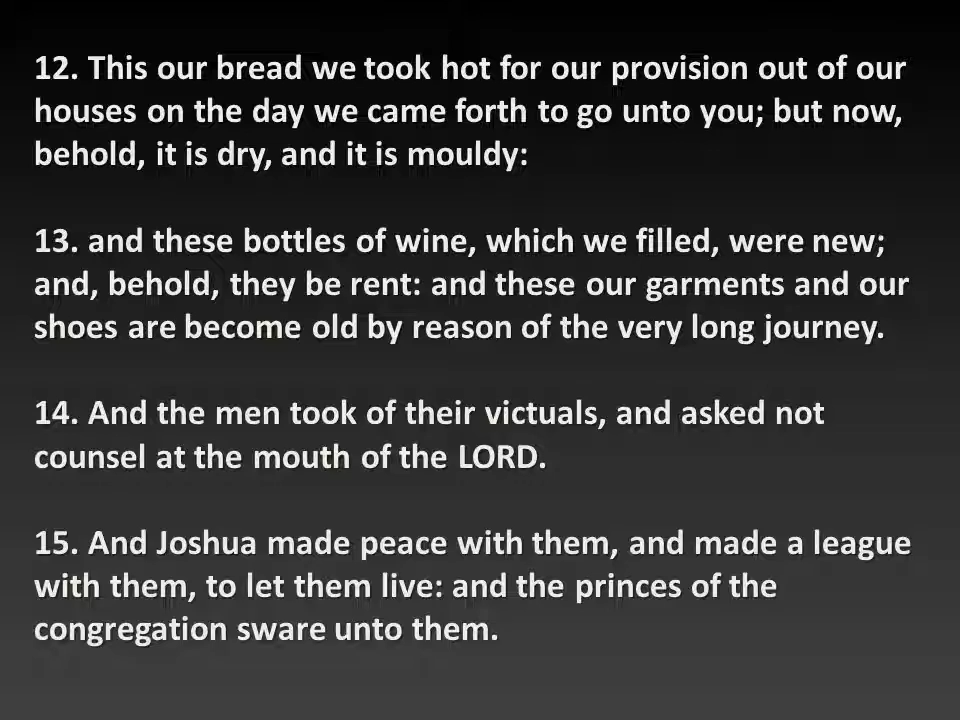 12. This our bread we took hot for our provision out of our
houses on the day we came forth to go unto you; but now,
behold, it is dry, and it is mouldy:
13. and these bottles of wine, which we filled, were new;
and, behold, they be rent: and these our garments and our
shoes are become old by reason of the very long journey.
14. And the men took of their victuals, and asked not
counsel at the mouth of the LORD.
15. And Joshua made peace with them, and made a league
with them, to let them live: and the princes of the
congregation sware unto them.